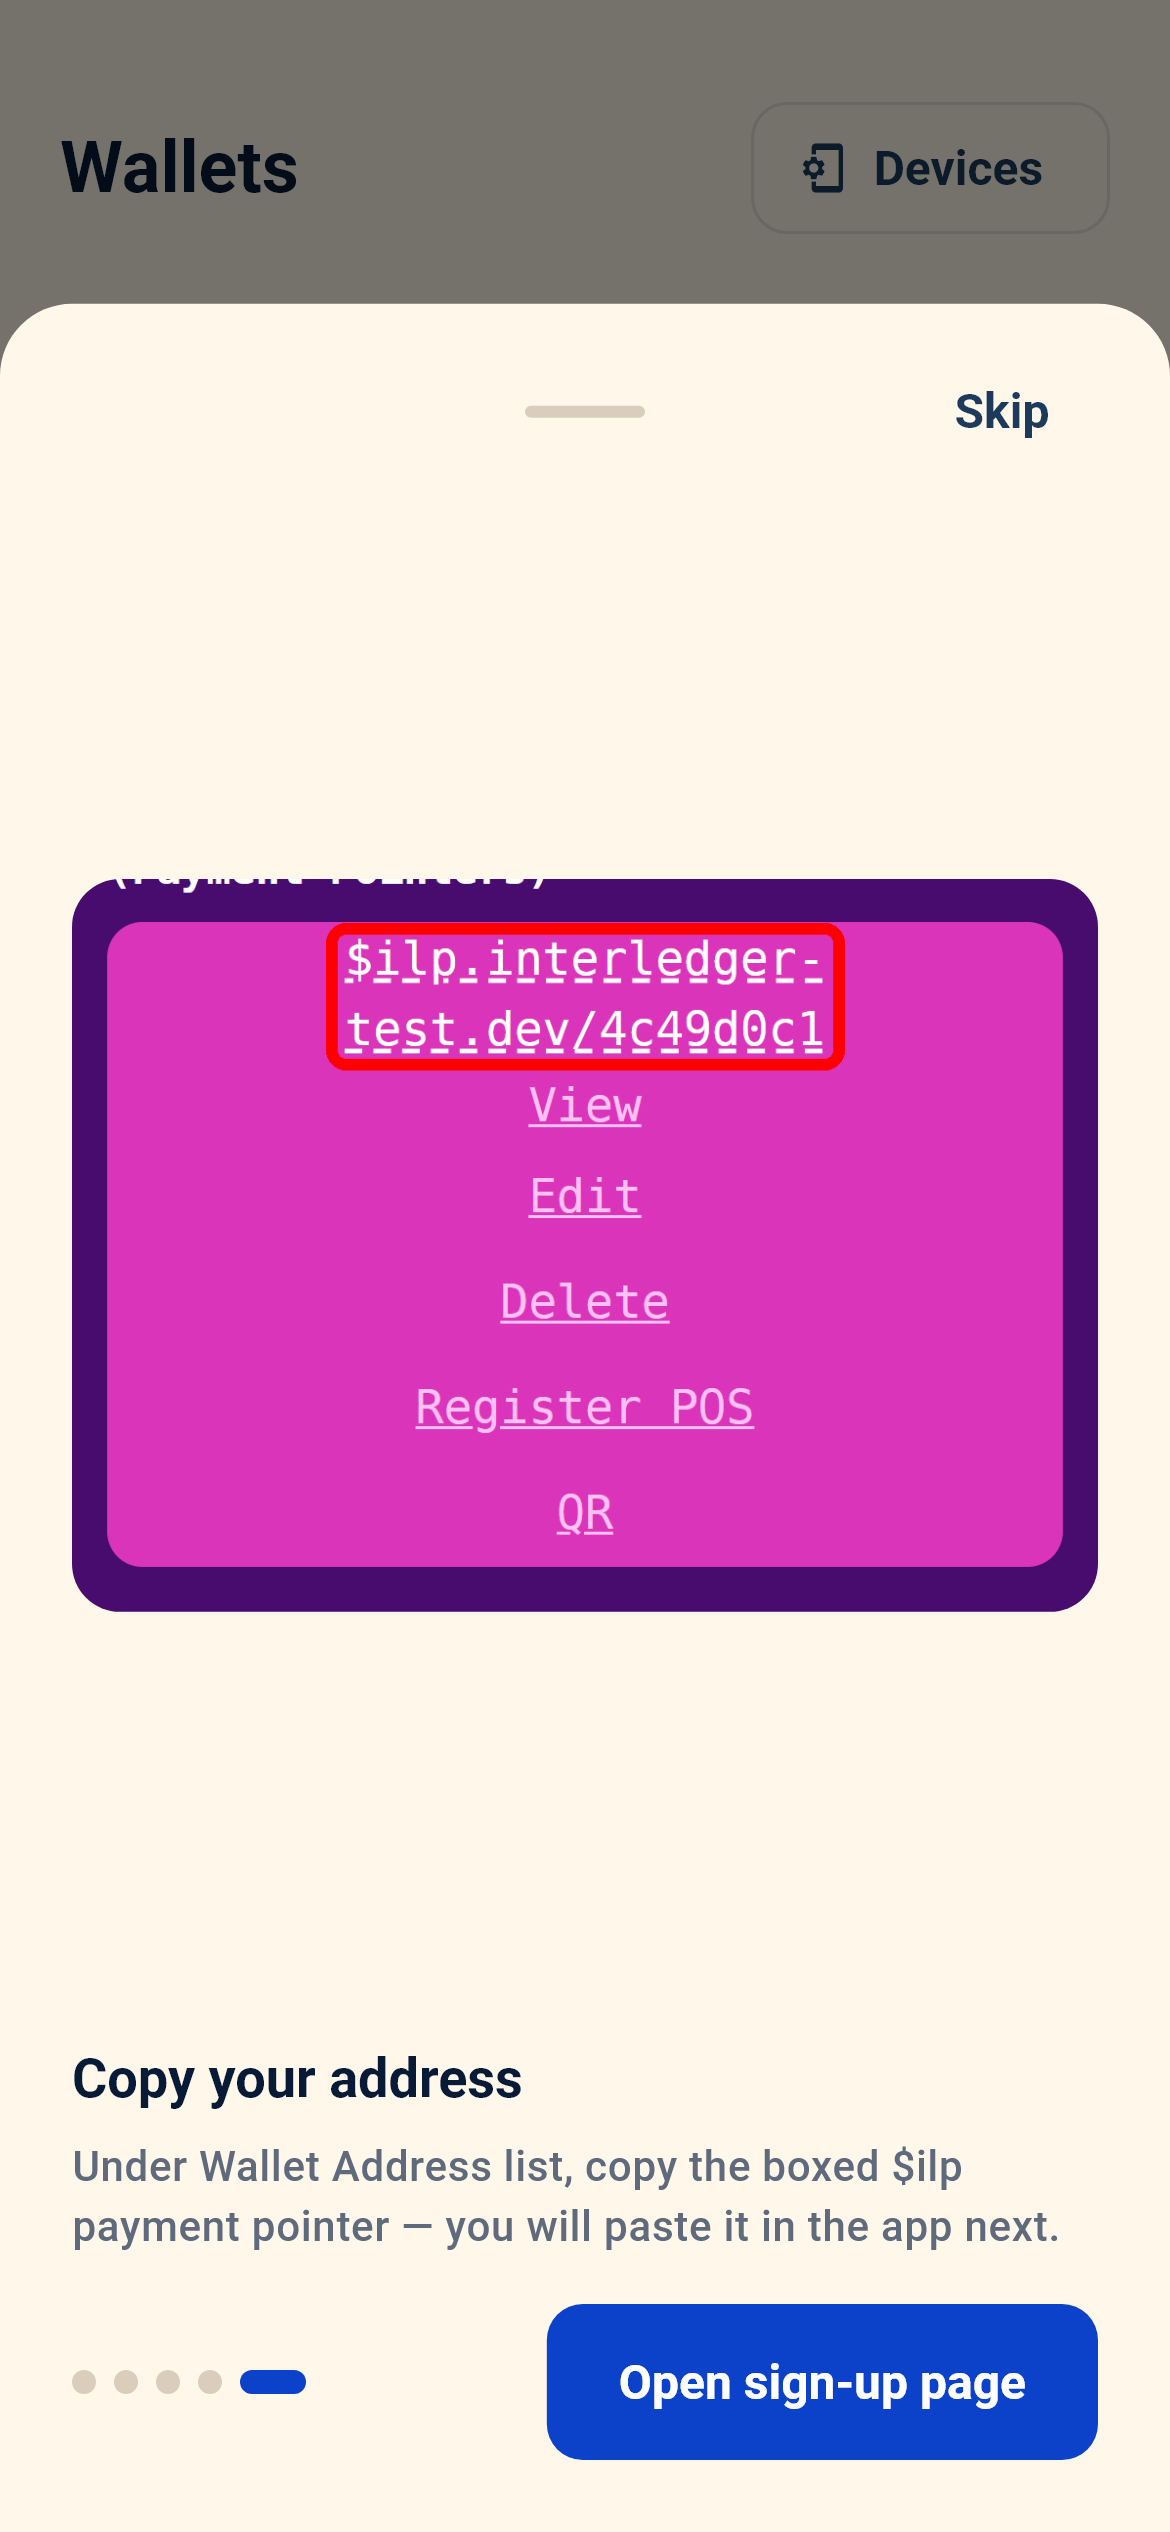 Wallets
Devices
Skip
(Payment Pointers)
$ilp.interledger-
test.dev/4c49d0c1
View
Edit
Delete
Register POS
QR
Copy your address
Under Wallet Address list, copy the boxed $ilp
payment pointer — you will paste it in the app next.
Open sign-up page